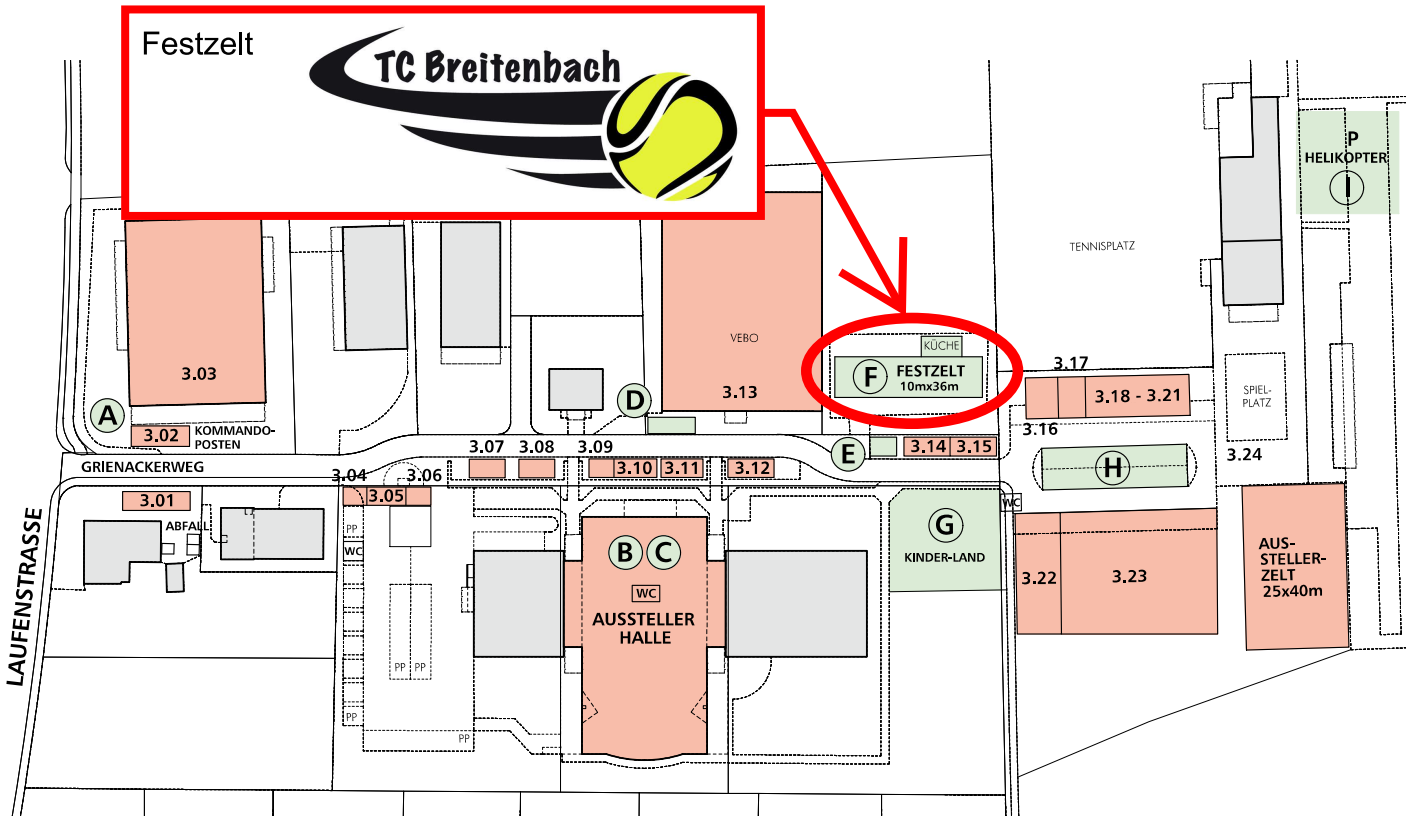 Festzelt
TC Breitenbach
P
HELIKOPTER
I
TENNISPLATZ
VEBO
3.13
KÜCHE
F
FESTZELT
10mx36m
3.03
A
3.02
KOMMANDO-
POSTEN
D
3.17
3.18 - 3.21
3.16
SPIEL-
PLATZ
3.24
GRIENACKERWEG
3.07
3.08
3.09
3.10
3.11
3.12
E
3.14
3.15
H
3.04
3.05
3.06
3.01
ABFALL
LAUFENSTRASSE
PP
WC
PP
PP
PP
PP
B
C
WC
AUSSTELLER
HALLE
G
KINDER-LAND
WC
3.22
3.23
AUS-
STELLER-
ZELT
25x40m